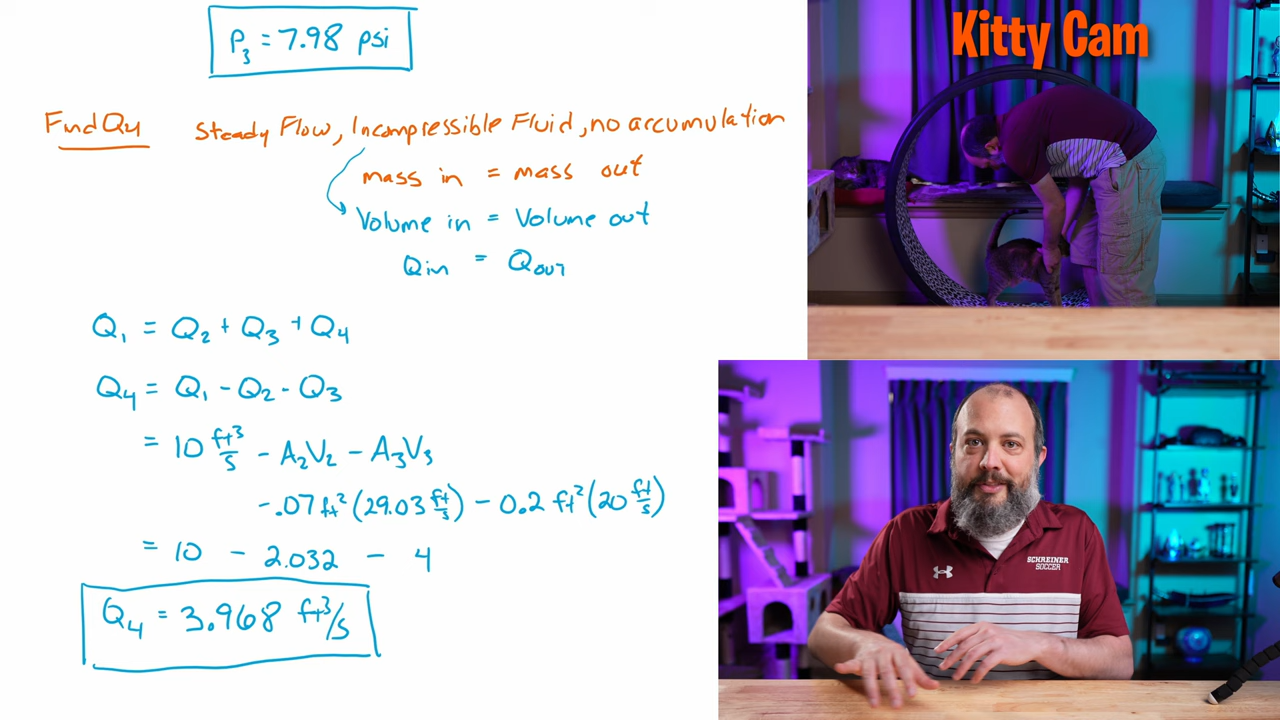 P₃ = 7.98 psi
Find Q4 Steady Flow, Incompressible Fluid, no accumulation
mass in = mass out
Volume in = Volume out
Qin = Qout
Q₁ = Q₂ + Q₃ + Q₄
Q₄ = Q₁ - Q₂ - Q₃
= 10 ft³/s - A₂V₂ - A₃V₃
-.07 ft² (29.03 ft/s) - 0.2 ft² (20 ft/s)
= 10 - 2.032 - 4
Q₄ = 3.968 ft³/s
Kitty Cam
SCHREINER
SOCCER